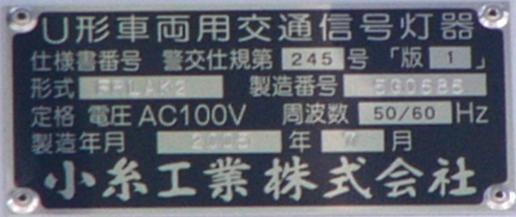 U形車両用交通信号灯器
仕様書番号 警交仕規第 245 号 「版 1 」
形式 製造番号
定格 電圧 AC100V 周波数 50/60 Hz
製造年月 2005 年 月
小糸工業株式会社